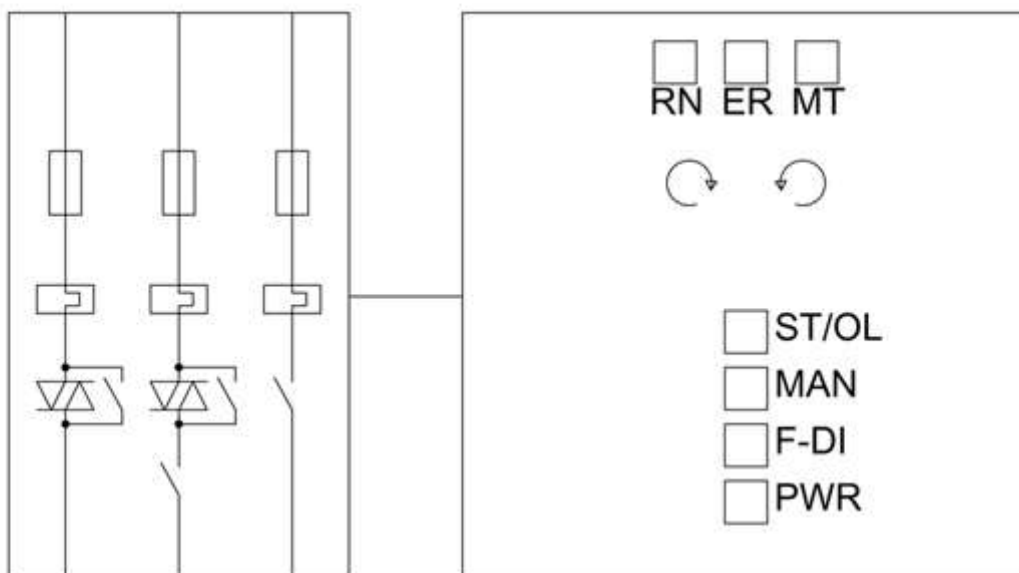 RN ER MT
ST/OL
MAN
F-DI
PWR